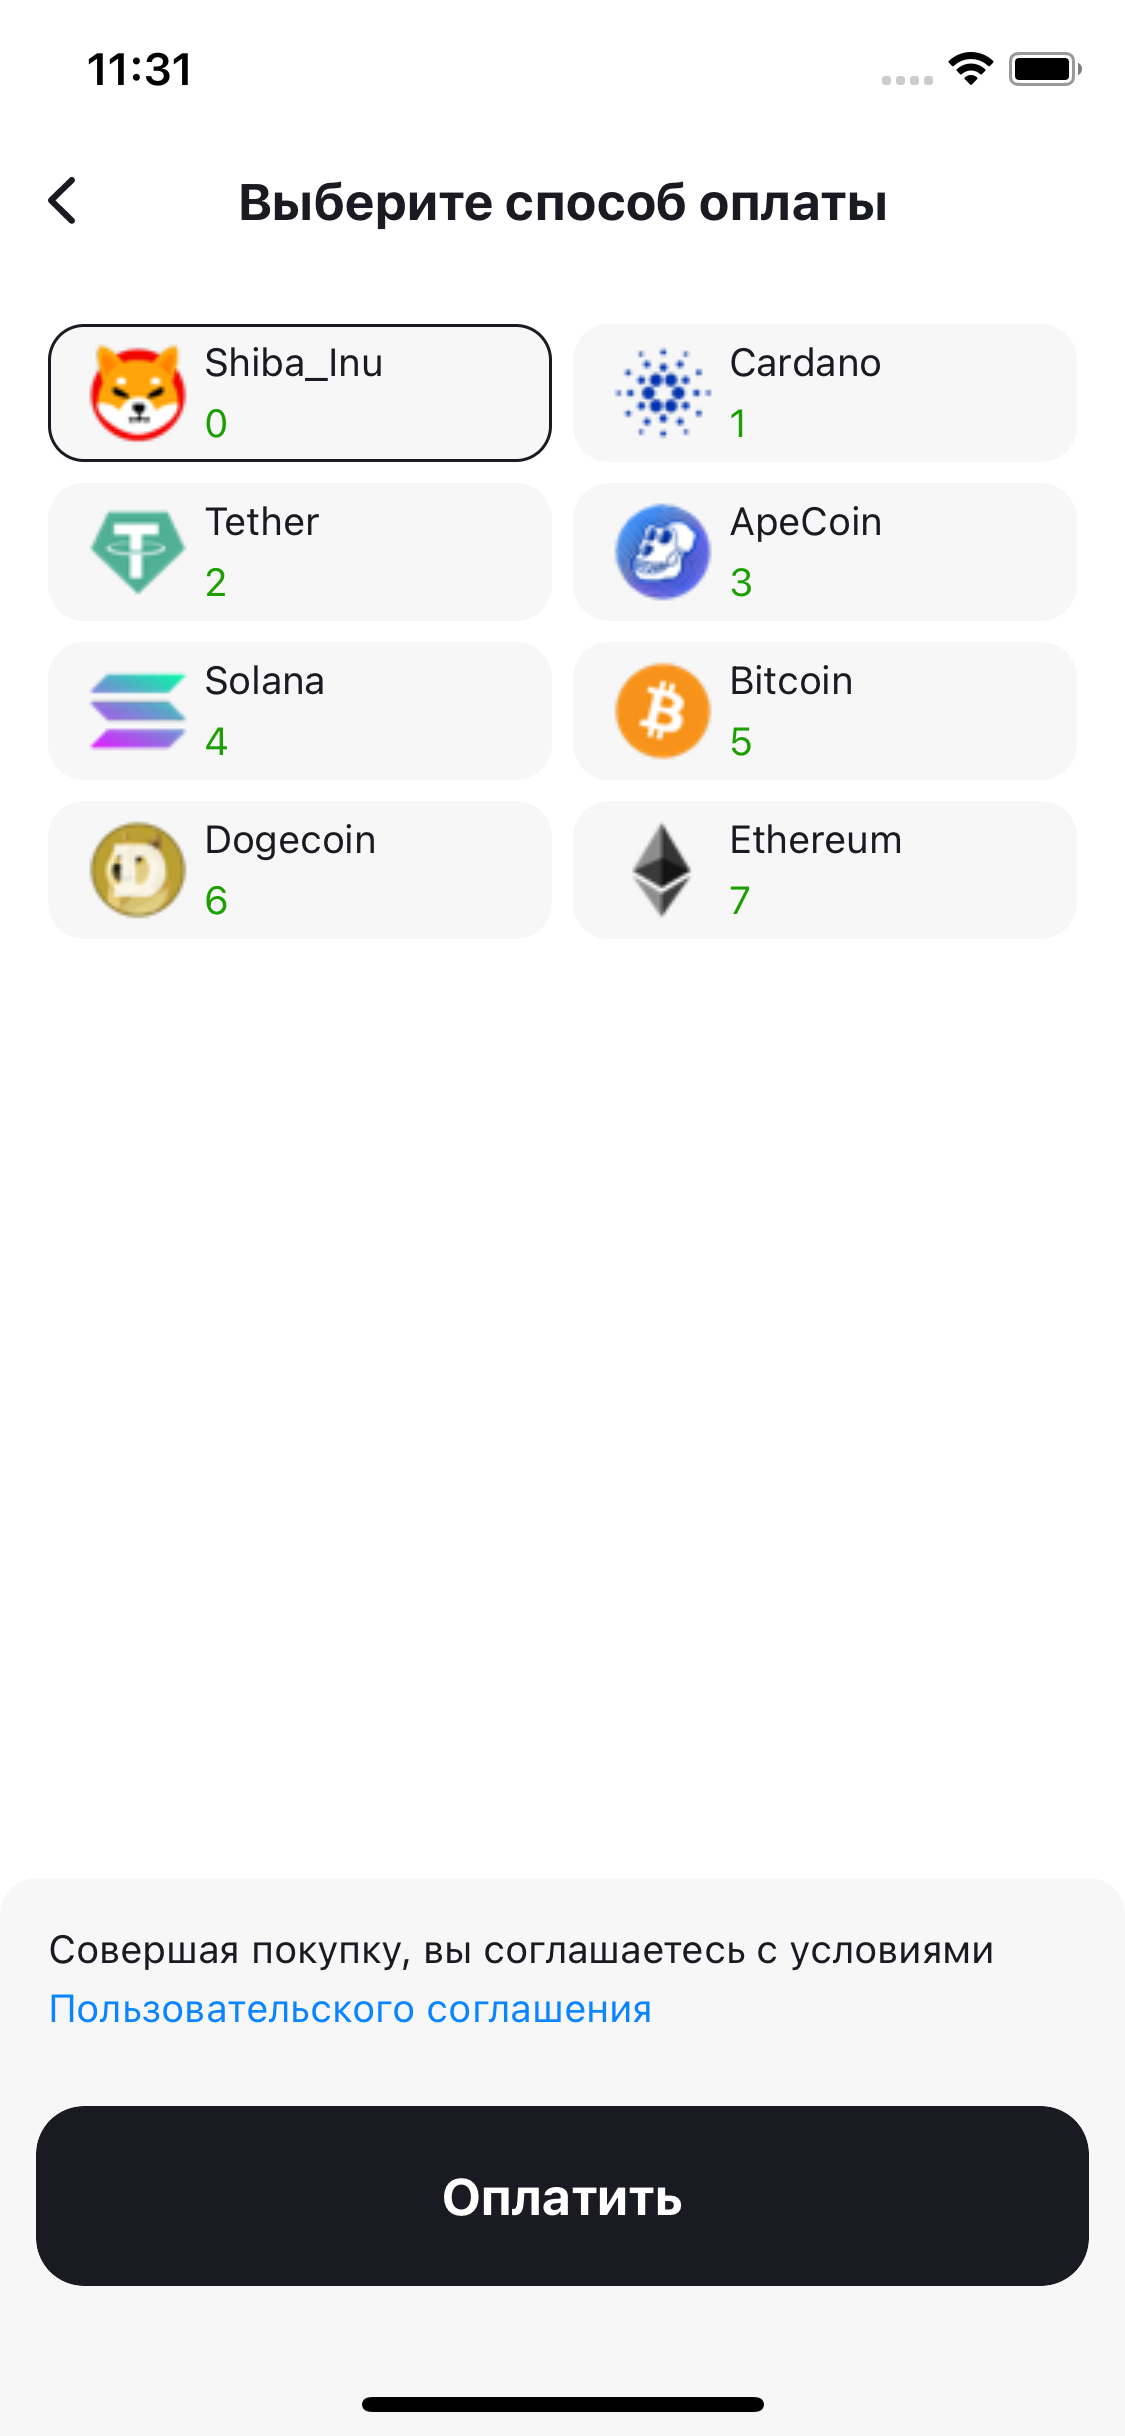 11:31
Выберите способ оплаты
Shiba_Inu
0
Cardano
1
Tether
2
ApeCoin
3
Solana
4
Bitcoin
5
Dogecoin
6
Ethereum
7
Совершая покупку, вы соглашаетесь с условиями
Пользовательского соглашения
Оплатить